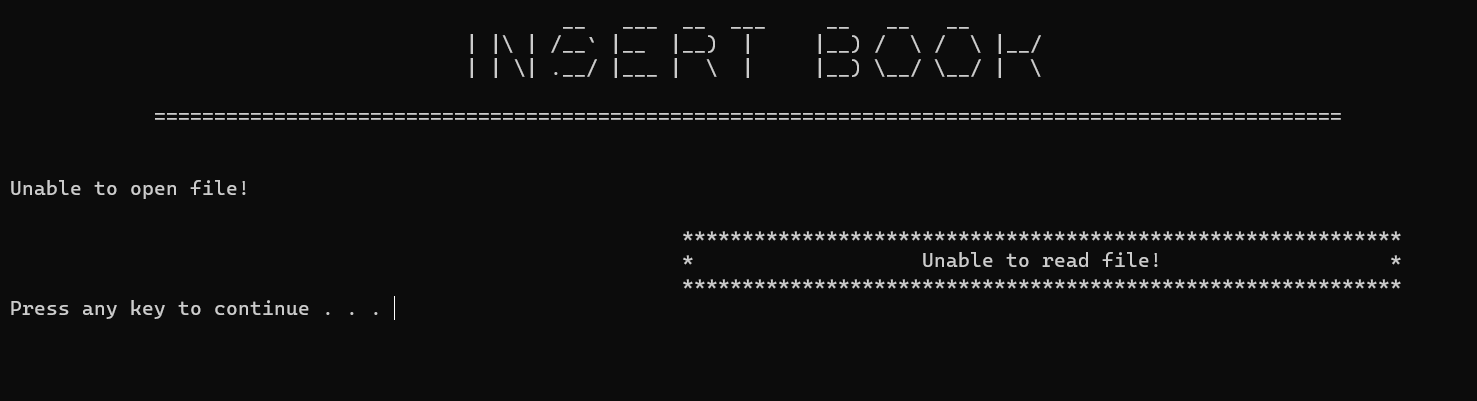 INSERT BOOK
===================================================================================================
Unable to open file!
************************************************************
* Unable to read file! *
************************************************************
Press any key to continue . . .